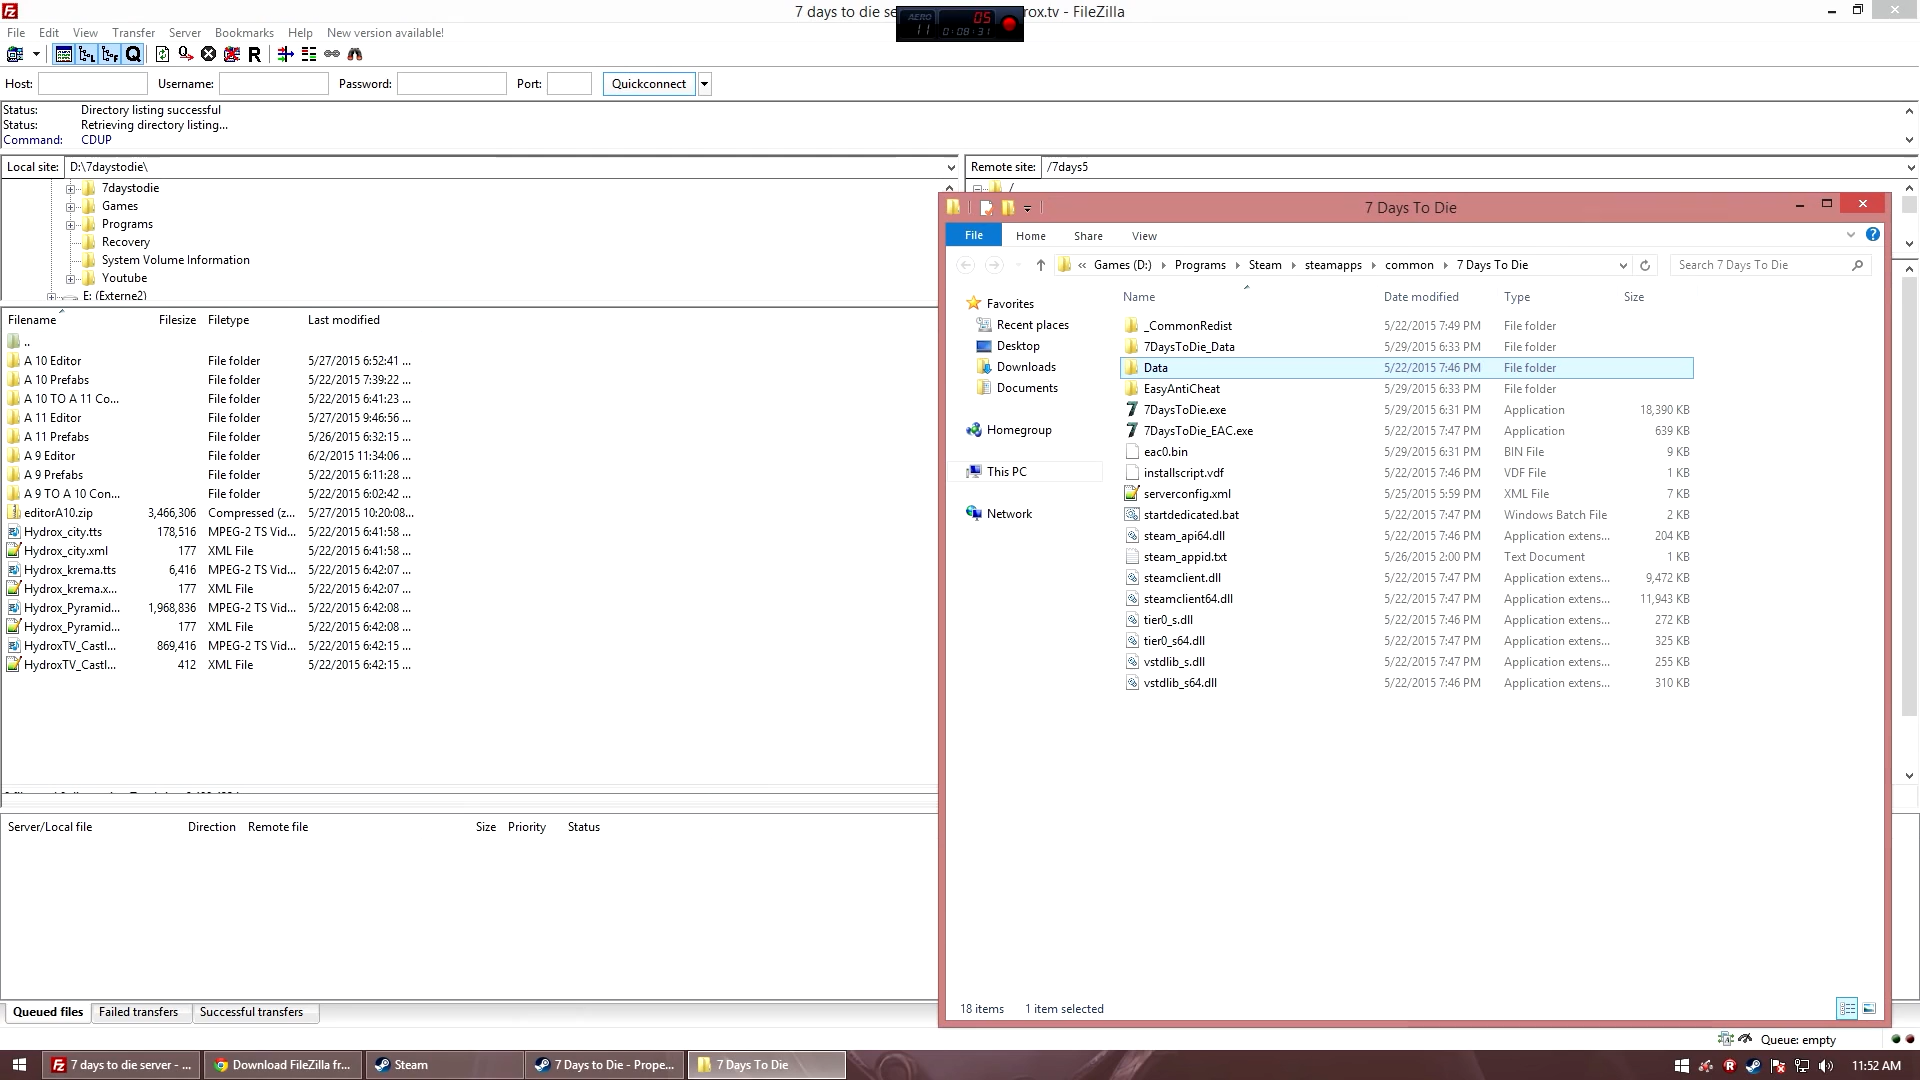 7 days to die se rox.tv - FileZilla
AERO 11 05 0:08:31
File Edit View Transfer Server Bookmarks Help New version available!
Host: Username: Password: Port: Quickconnect
Status: Directory listing successful
Status: Retrieving directory listing...
Command: CDUP
Local site: D:\7daystodie\
Remote site: /7days5
7daystodie
Games
Programs
Recovery
System Volume Information
Youtube
E: (Externe2)
/
Filename Filesize Filetype Last modified
..
A 10 Editor File folder 5/27/2015 6:52:41 ...
A 10 Prefabs File folder 5/22/2015 7:39:22 ...
A 10 TO A 11 Co... File folder 5/22/2015 6:41:23 ...
A 11 Editor File folder 5/27/2015 9:46:56 ...
A 11 Prefabs File folder 5/26/2015 6:32:15 ...
A 9 Editor File folder 6/2/2015 11:34:06 ...
A 9 Prefabs File folder 5/22/2015 6:11:28 ...
A 9 TO A 10 Con... File folder 5/22/2015 6:02:42 ...
editorA10.zip 3,466,306 Compressed (z... 5/27/2015 10:20:08...
Hydrox_city.tts 178,516 MPEG-2 TS Vid... 5/22/2015 6:41:58 ...
Hydrox_city.xml 177 XML File 5/22/2015 6:41:58 ...
Hydrox_krema.tts 6,416 MPEG-2 TS Vid... 5/22/2015 6:42:07 ...
Hydrox_krema.x... 177 XML File 5/22/2015 6:42:07 ...
Hydrox_Pyramid... 1,968,836 MPEG-2 TS Vid... 5/22/2015 6:42:08 ...
Hydrox_Pyramid... 177 XML File 5/22/2015 6:42:08 ...
HydroxTV_Castl... 869,416 MPEG-2 TS Vid... 5/22/2015 6:42:15 ...
HydroxTV_Castl... 412 XML File 5/22/2015 6:42:15 ...
Server/Local file Direction Remote file Size Priority Status
Queued files Failed transfers Successful transfers
7 Days To Die
File Home Share View
« Games (D:) Programs Steam steamapps common 7 Days To Die
Search 7 Days To Die
Favorites
Recent places
Desktop
Downloads
Documents
Homegroup
This PC
Network
Name Date modified Type Size
_CommonRedist 5/22/2015 7:49 PM File folder
7DaysToDie_Data 5/29/2015 6:33 PM File folder
Data 5/22/2015 7:46 PM File folder
EasyAntiCheat 5/29/2015 6:33 PM File folder
7DaysToDie.exe 5/29/2015 6:31 PM Application 18,390 KB
7DaysToDie_EAC.exe 5/22/2015 7:47 PM Application 639 KB
eac0.bin 5/29/2015 6:31 PM BIN File 9 KB
installscript.vdf 5/22/2015 7:46 PM VDF File 1 KB
serverconfig.xml 5/25/2015 5:59 PM XML File 7 KB
startdedicated.bat 5/22/2015 7:47 PM Windows Batch File 2 KB
steam_api64.dll 5/22/2015 7:46 PM Application extens... 204 KB
steam_appid.txt 5/26/2015 2:00 PM Text Document 1 KB
steamclient.dll 5/22/2015 7:47 PM Application extens... 9,472 KB
steamclient64.dll 5/22/2015 7:47 PM Application extens... 11,943 KB
tier0_s.dll 5/22/2015 7:46 PM Application extens... 272 KB
tier0_s64.dll 5/22/2015 7:47 PM Application extens... 325 KB
vstdlib_s.dll 5/22/2015 7:47 PM Application extens... 255 KB
vstdlib_s64.dll 5/22/2015 7:46 PM Application extens... 310 KB
18 items 1 item selected
Queue: empty
7 days to die server - ... Download FileZilla fr... Steam 7 Days to Die - Prope... 7 Days To Die
11:52 AM